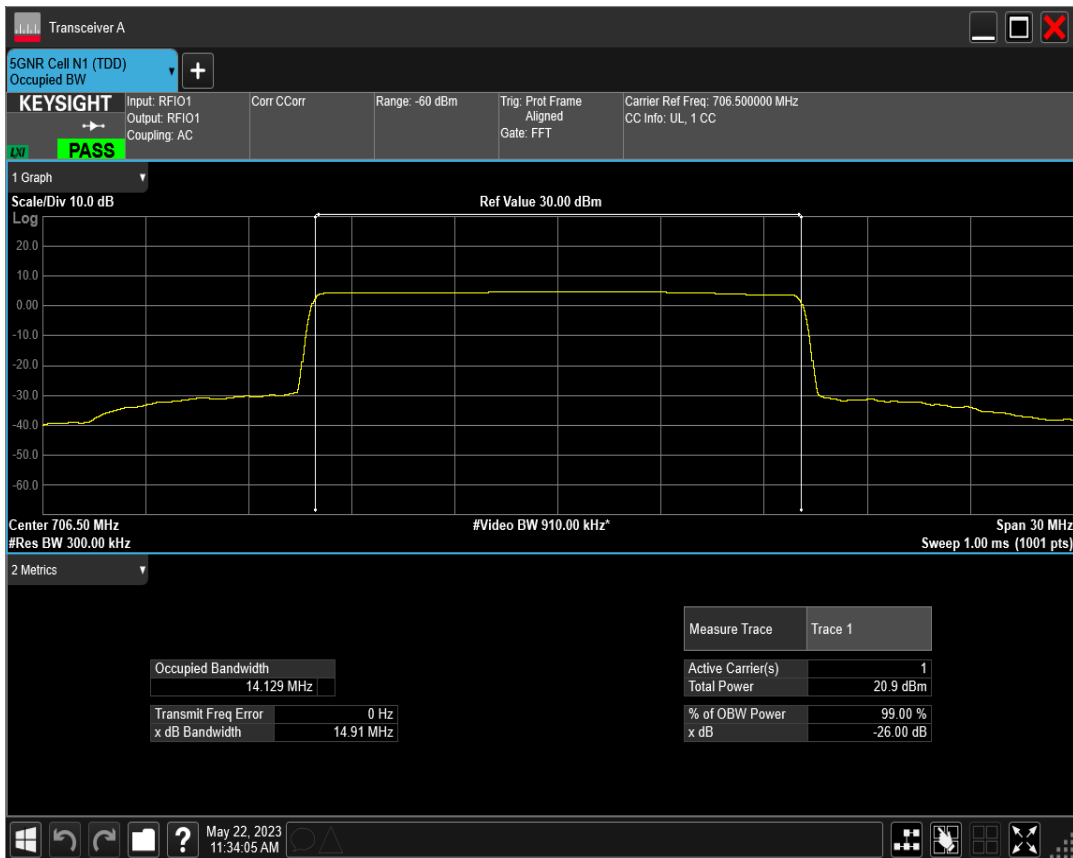 Transceiver A
5GNR Cell N1 (TDD)
Occupied BW
KEYSIGHT
LXI
PASS
Input: RFIO1
Output: RFIO1
Coupling: AC
Corr CCorr
Range: -60 dBm
Trig: Prot Frame
Aligned
Gate: FFT
Carrier Ref Freq: 706.500000 MHz
CC Info: UL, 1 CC
1 Graph
Scale/Div 10.0 dB
Ref Value 30.00 dBm
Log
20.0
10.0
0.00
-10.0
-20.0
-30.0
-40.0
-50.0
-60.0
Center 706.50 MHz
#Video BW 910.00 kHz*
Span 30 MHz
#Res BW 300.00 kHz
Sweep 1.00 ms (1001 pts)
2 Metrics
Measure Trace Trace 1
Occupied Bandwidth
14.129 MHz
Active Carrier(s) 1
Total Power 20.9 dBm
Transmit Freq Error 0 Hz
x dB Bandwidth 14.91 MHz
% of OBW Power 99.00 %
x dB -26.00 dB
?
May 22, 2023
11:34:05 AM